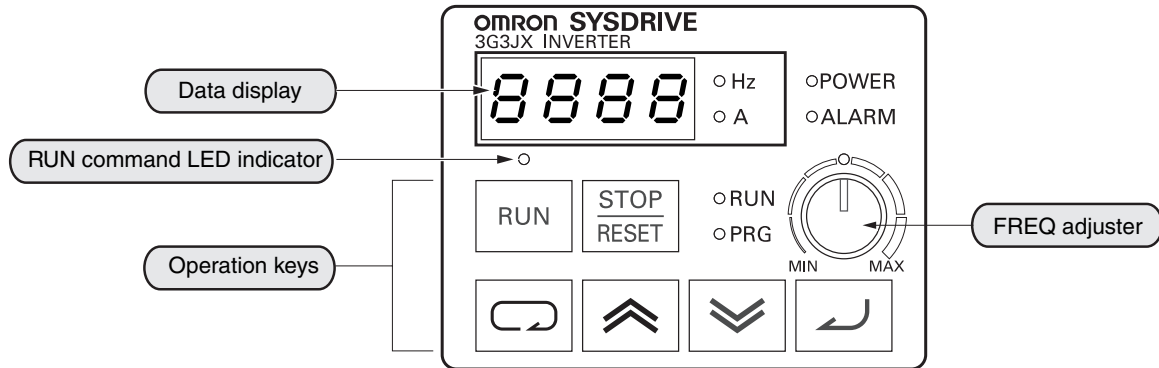 omron SYSDRIVE
3G3JX INVERTER
Data display
8888
Hz
POWER
A
ALARM
RUN command LED indicator
RUN
STOP
RESET
RUN
PRG
FREQ adjuster
MIN
MAX
Operation keys